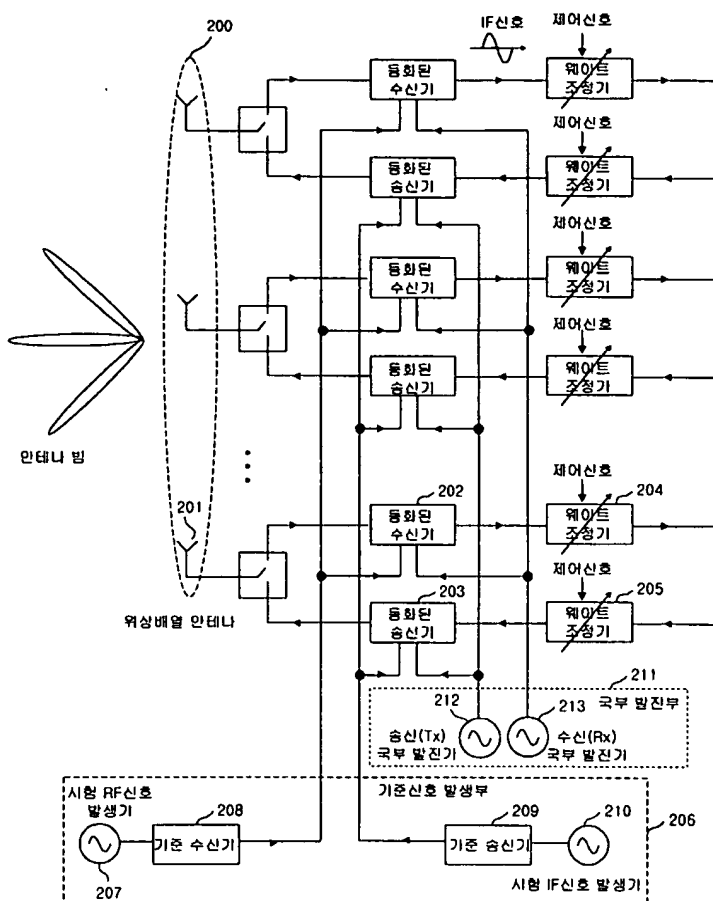 200
IF신호
제어신호
등화된
수신기
웨이트
조정기
제어신호
등화된
송신기
웨이트
조정기
제어신호
등화된
수신기
웨이트
조정기
제어신호
등화된
송신기
웨이트
조정기
안테나 빔
201
202
제어신호
204
등화된
수신기
웨이트
조정기
203
제어신호
205
등화된
송신기
웨이트
조정기
위상배열 안테나
211
국부 발진부
212
213
송신(Tx)
국부 발진기
수신(Rx)
국부 발진기
기준신호 발생부
시험 RF신호
발생기
208
209
210
206
기준 수신기
기준 송신기
207
시험 IF신호 발생기